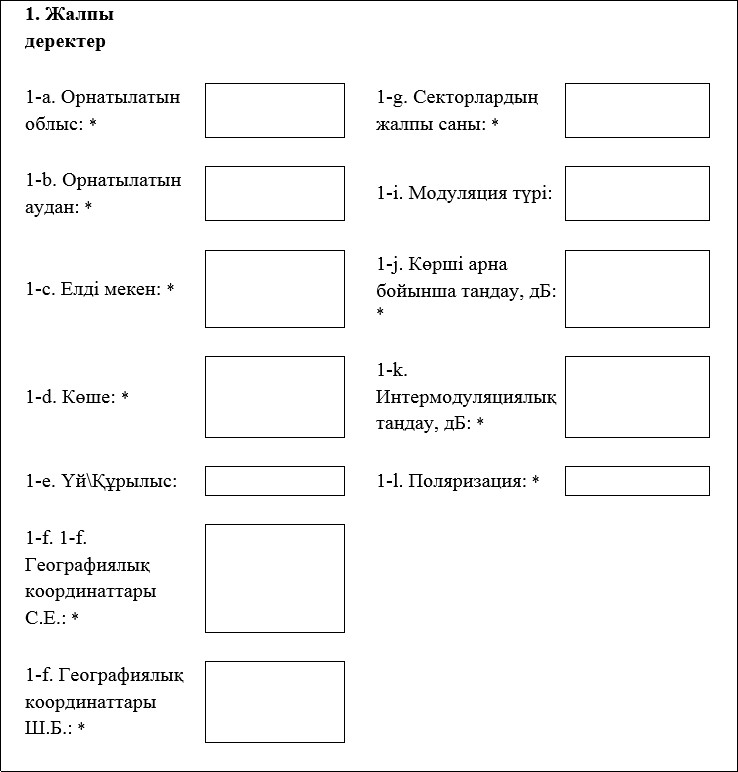 1. Жалпы
деректер
1-a. Орнатылатын
облыс: *
1-g. Секторлардың
жалпы саны: *
1-b. Орнатылатын
аудан: *
1-i. Модуляция түрі:
1-c. Елді мекен: *
1-j. Көрші арна
бойынша таңдау, дБ:
*
1-d. Көше: *
1-k.
Интермодуляциялық
таңдау, дБ: *
1-e. Үй\Құрылыс:
1-l. Поляризация: *
1-f. 1-f.
Географиялық
координаттары
С.Е.: *
1-f. Географиялық
координаттары
Ш.Б.: *